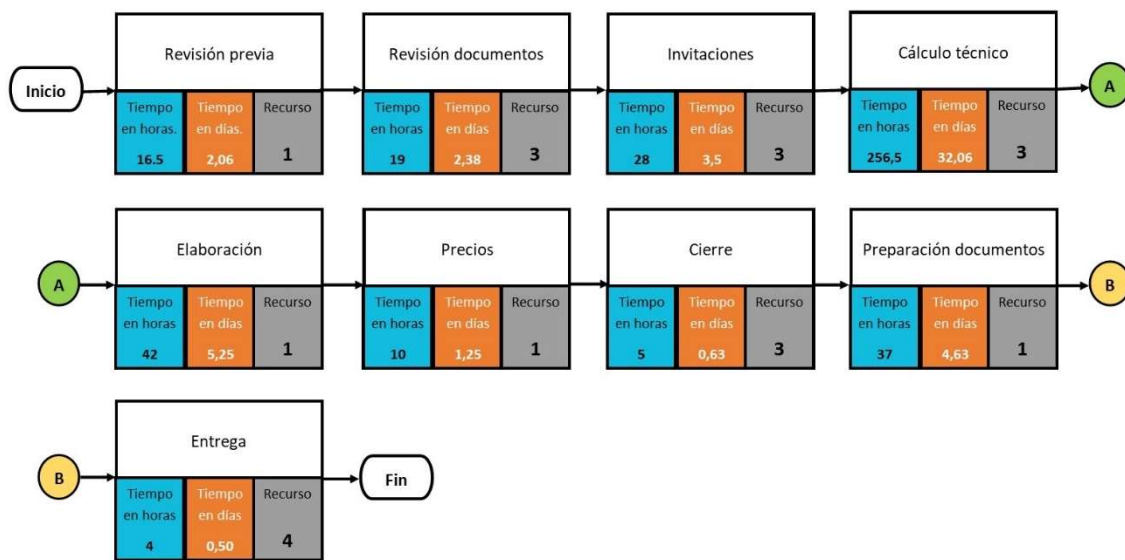 Inicio
Revisión previa
Tiempo
en horas.
16.5
Tiempo
en días.
2,06
Recurso
1
Revisión documentos
Tiempo
en horas
19
Tiempo
en días
2,38
Recurso
3
Invitaciones
Tiempo
en horas
28
Tiempo
en días
3,5
Recurso
3
Cálculo técnico
Tiempo
en horas
256,5
Tiempo
en días
32,06
Recurso
3
A
A
Elaboración
Tiempo
en horas
42
Tiempo
en días
5,25
Recurso
1
Precios
Tiempo
en horas
10
Tiempo
en días
1,25
Recurso
1
Cierre
Tiempo
en horas
5
Tiempo
en días
0,63
Recurso
3
Preparación documentos
Tiempo
en horas
37
Tiempo
en días
4,63
Recurso
1
B
B
Entrega
Tiempo
en horas
4
Tiempo
en días
0,50
Recurso
4
Fin